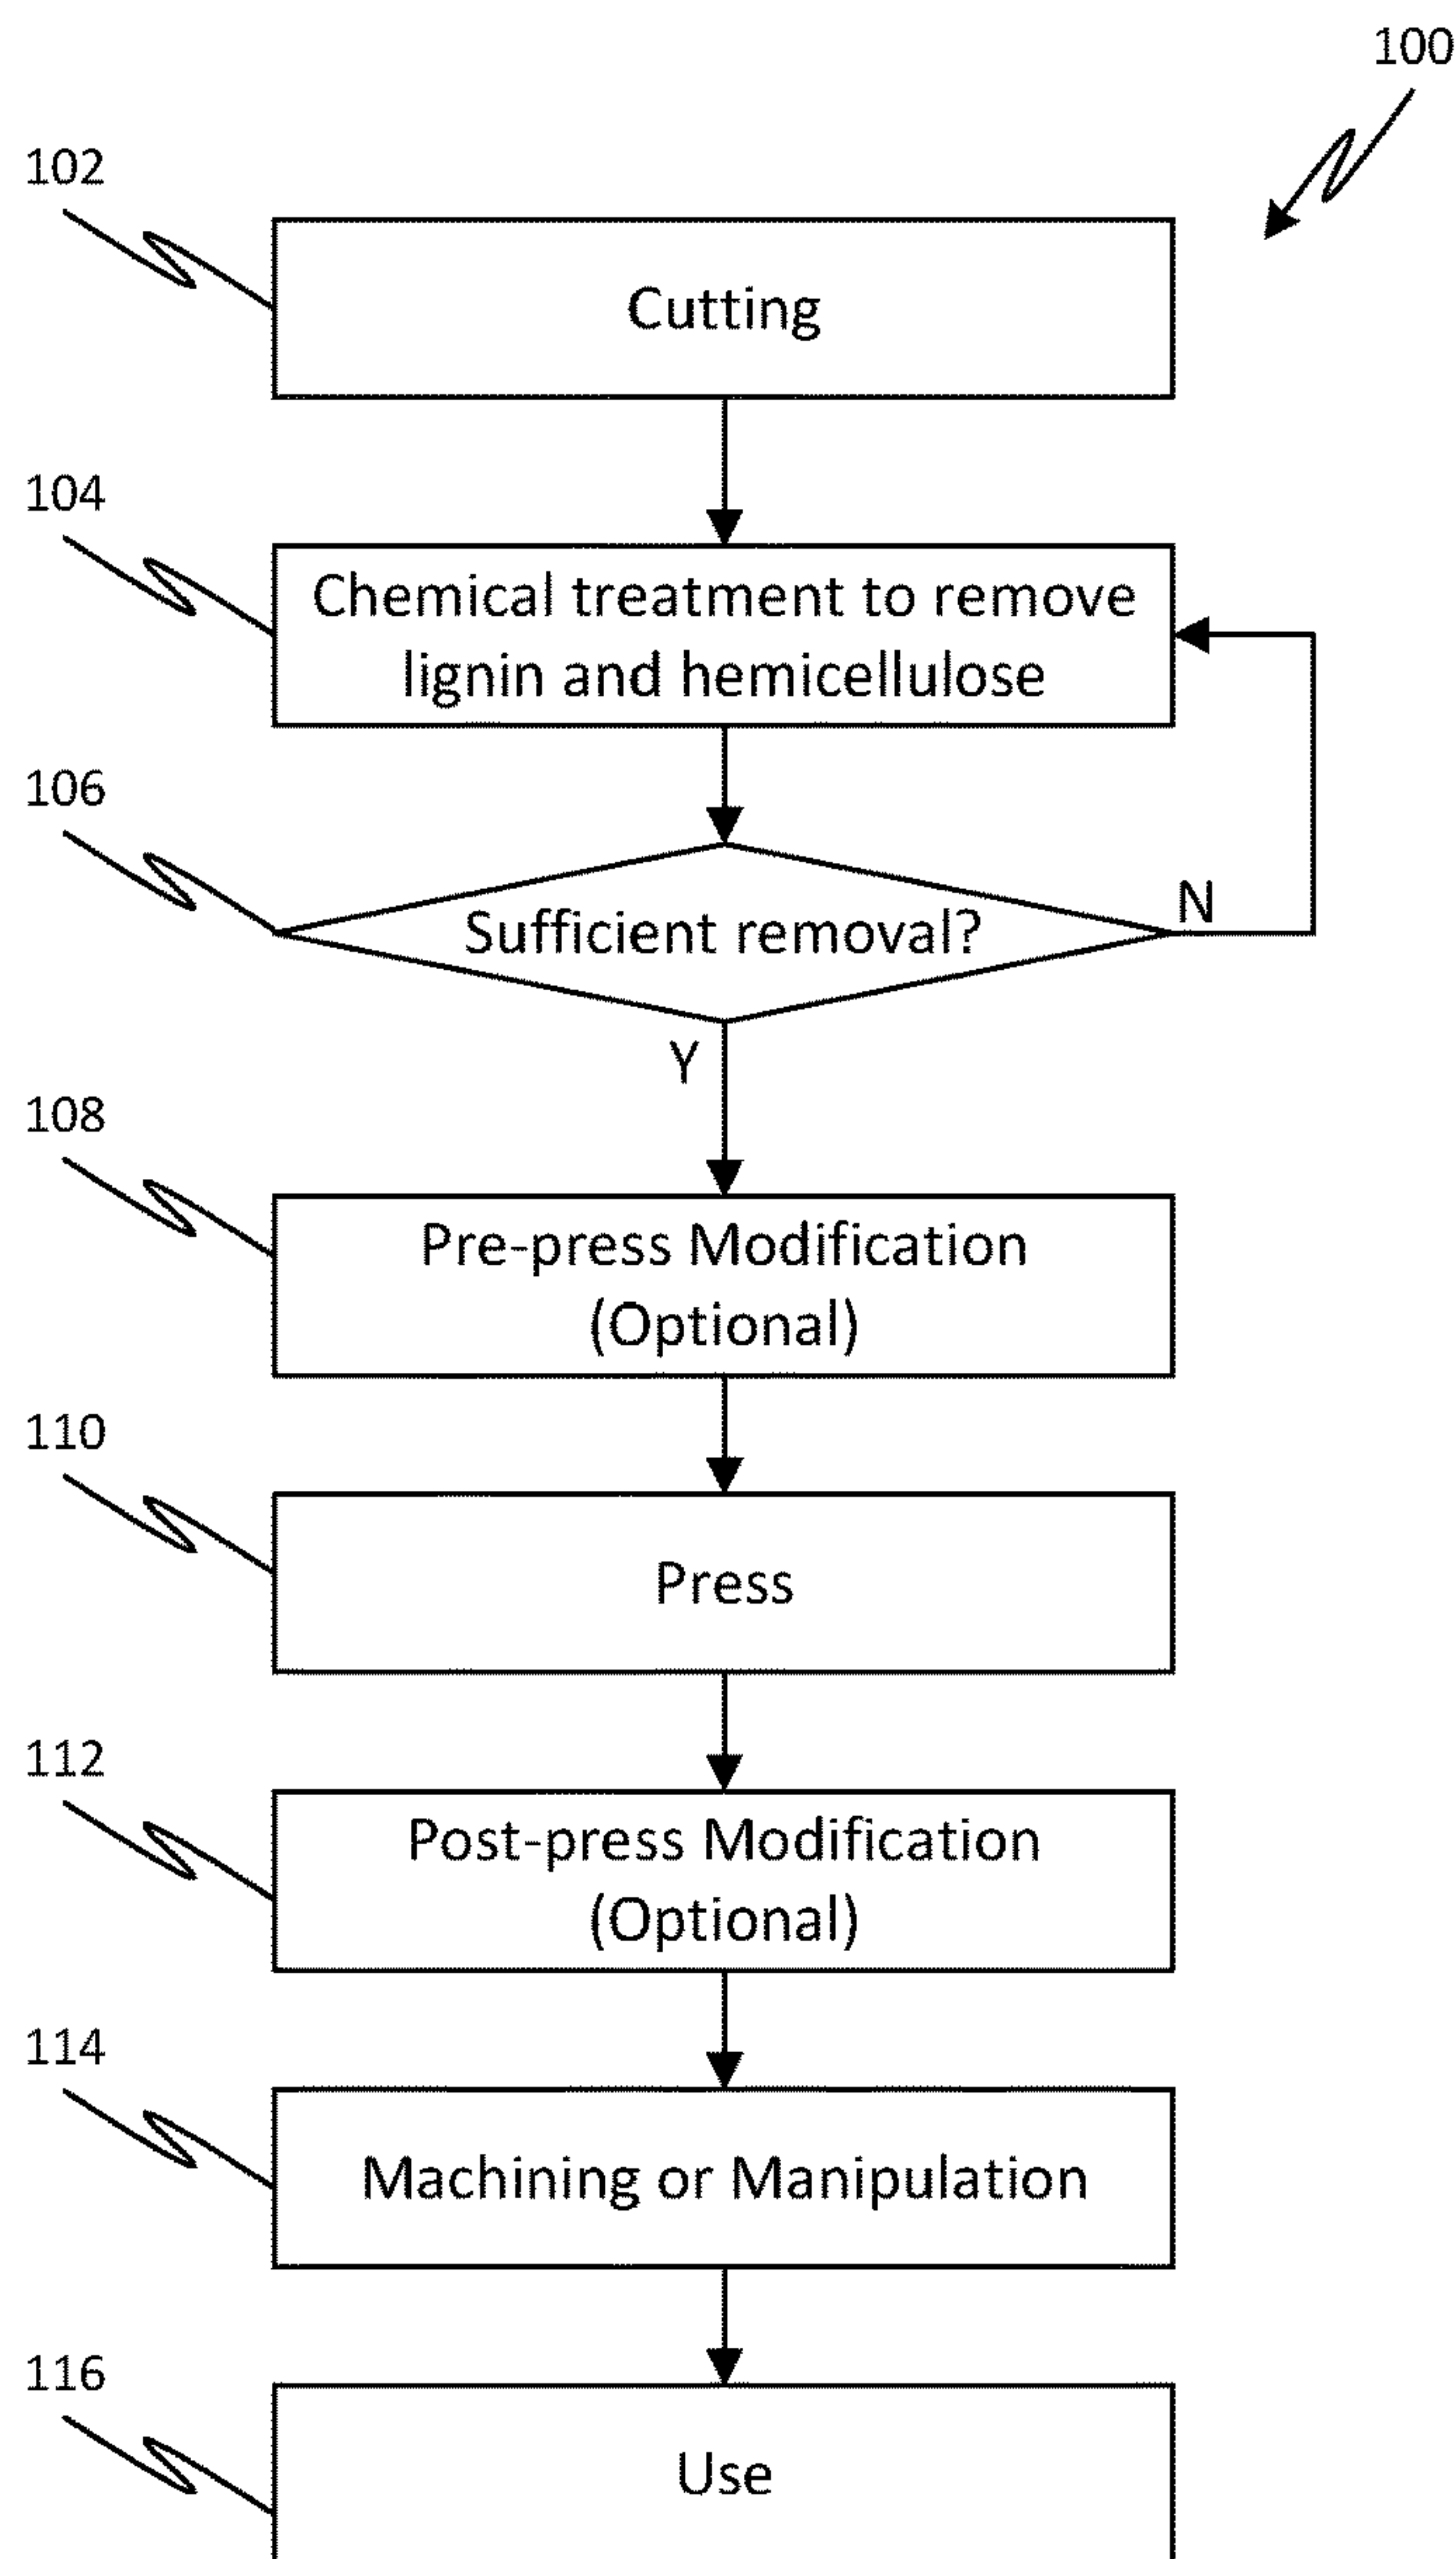 100
102
Cutting
104
Chemical treatment to remove
lignin and hemicellulose
106
Sufficient removal?
N
Y
108
Pre-press Modification
(Optional)
110
Press
112
Post-press Modification
(Optional)
114
Machining or Manipulation
116
Use